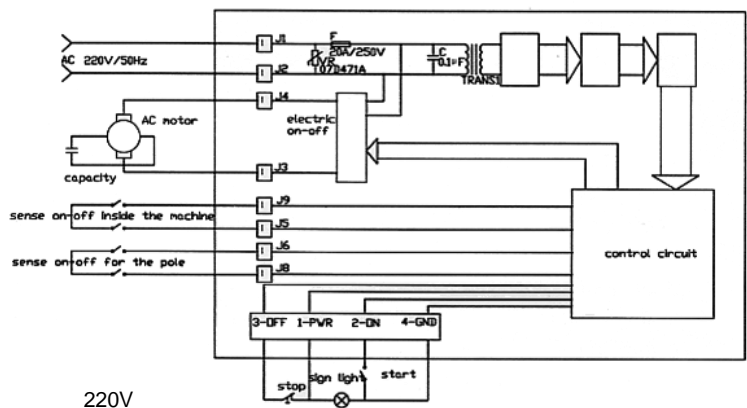 J1
F
20A/250V
AC 220V/50Hz
VR
T07D471A
C
0.1μF
TRANS1
J2
J4
AC motor
electric
on-off
capacity
J3
J9
sense on-off inside the machine
J5
J6
control circuit
sense on-off for the pole
J8
3-OFF 1-PWR 2-ON 4-GND
sign light
start
stop
220V